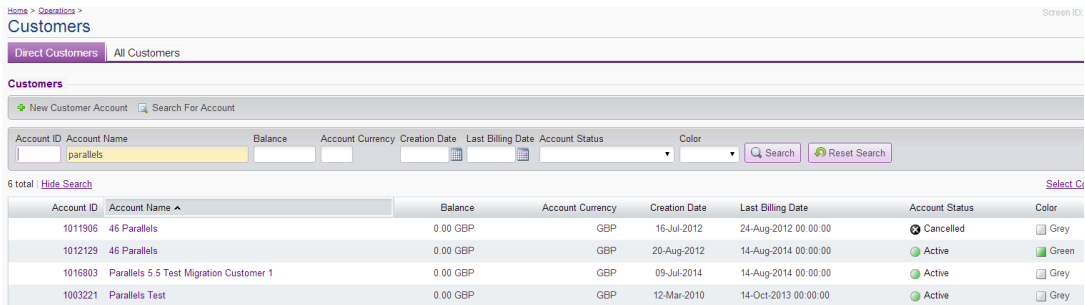 Home > Operations >
Screen ID:
Customers
Direct Customers All Customers
Customers
New Customer Account Search For Account
Account ID Account Name Balance Account Currency Creation Date Last Billing Date Account Status Color
parallels Search Reset Search
6 total | Hide Search Select Co
Account ID Account Name Balance Account Currency Creation Date Last Billing Date Account Status Color
1011906 46 Parallels 0.00 GBP GBP 16-Jul-2012 24-Aug-2012 00:00:00 Cancelled Grey
1012129 46 Parallels 0.00 GBP GBP 20-Aug-2012 14-Aug-2014 00:00:00 Active Green
1016803 Parallels 5.5 Test Migration Customer 1 0.00 GBP GBP 09-Jul-2014 14-Aug-2014 00:00:00 Active Grey
1003221 Parallels Test 0.00 GBP GBP 12-Mar-2010 14-Oct-2013 00:00:00 Active Grey